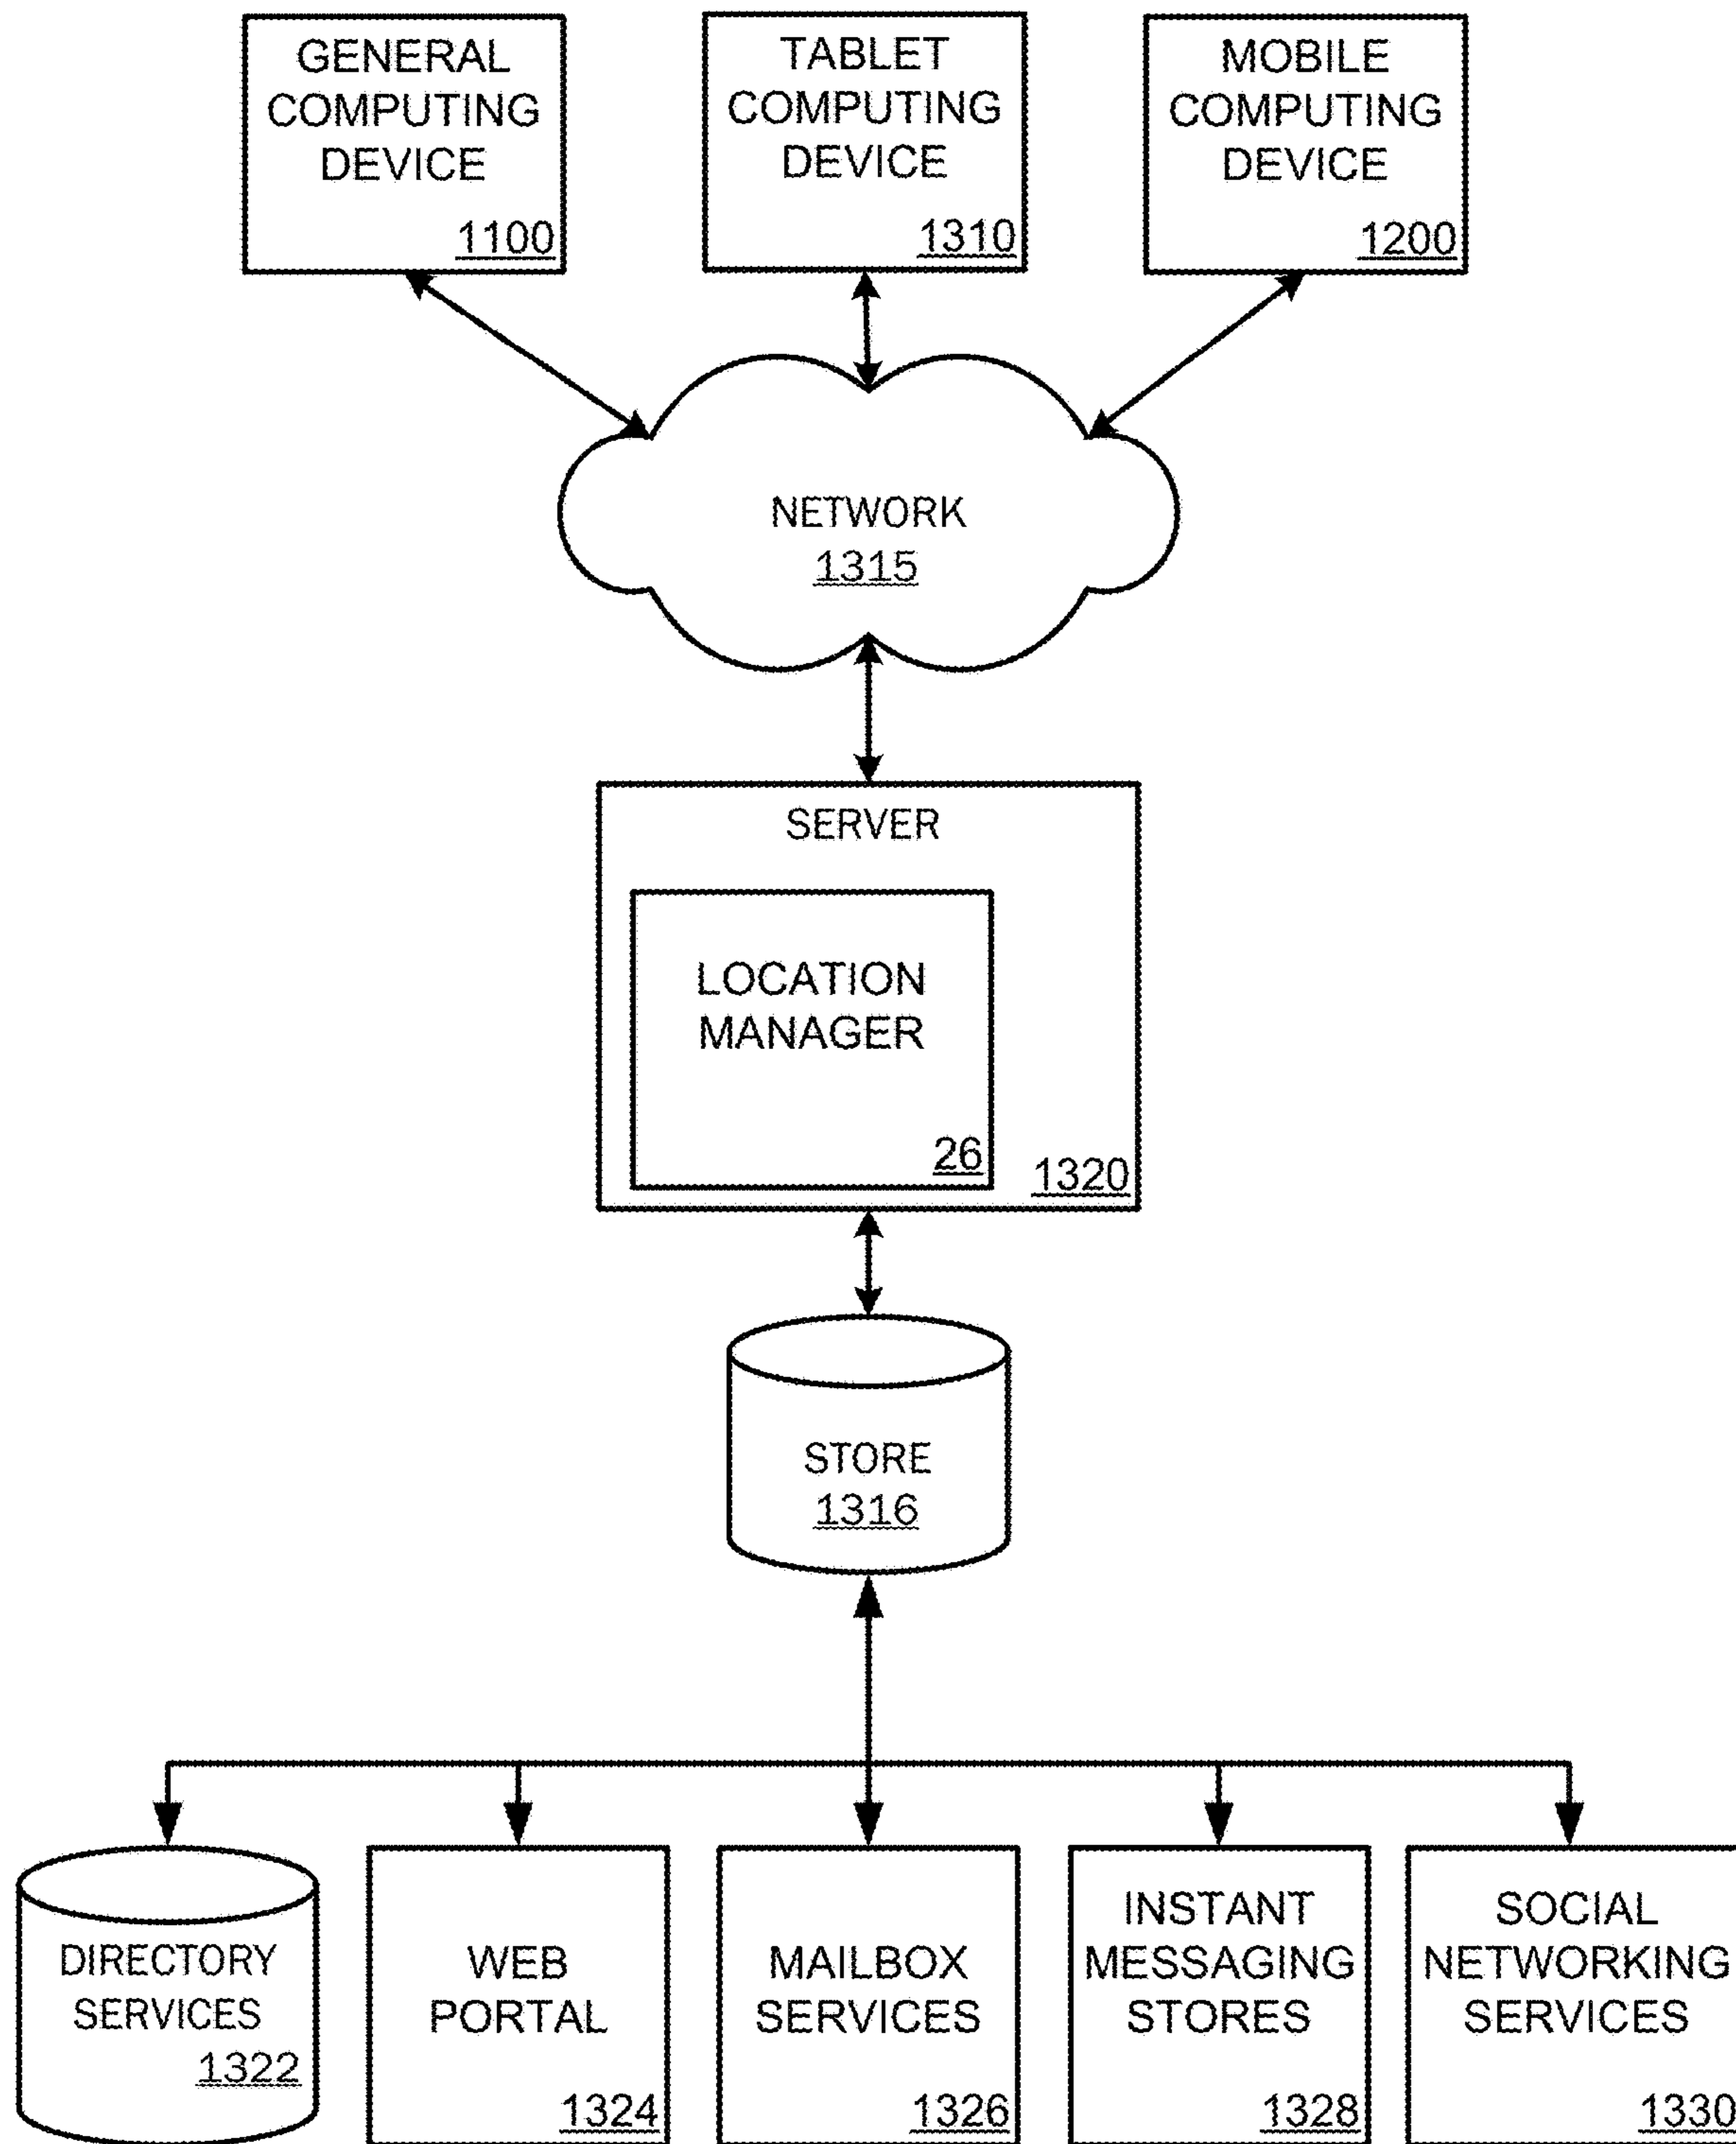 GENERAL
COMPUTING
DEVICE
1100
TABLET
COMPUTING
DEVICE
1310
MOBILE
COMPUTING
DEVICE
1200
NETWORK
1315
SERVER
LOCATION
MANAGER
26
1320
STORE
1316
DIRECTORY
SERVICES
1322
WEB
PORTAL
1324
MAILBOX
SERVICES
1326
INSTANT
MESSAGING
STORES
1328
SOCIAL
NETWORKING
SERVICES
1330